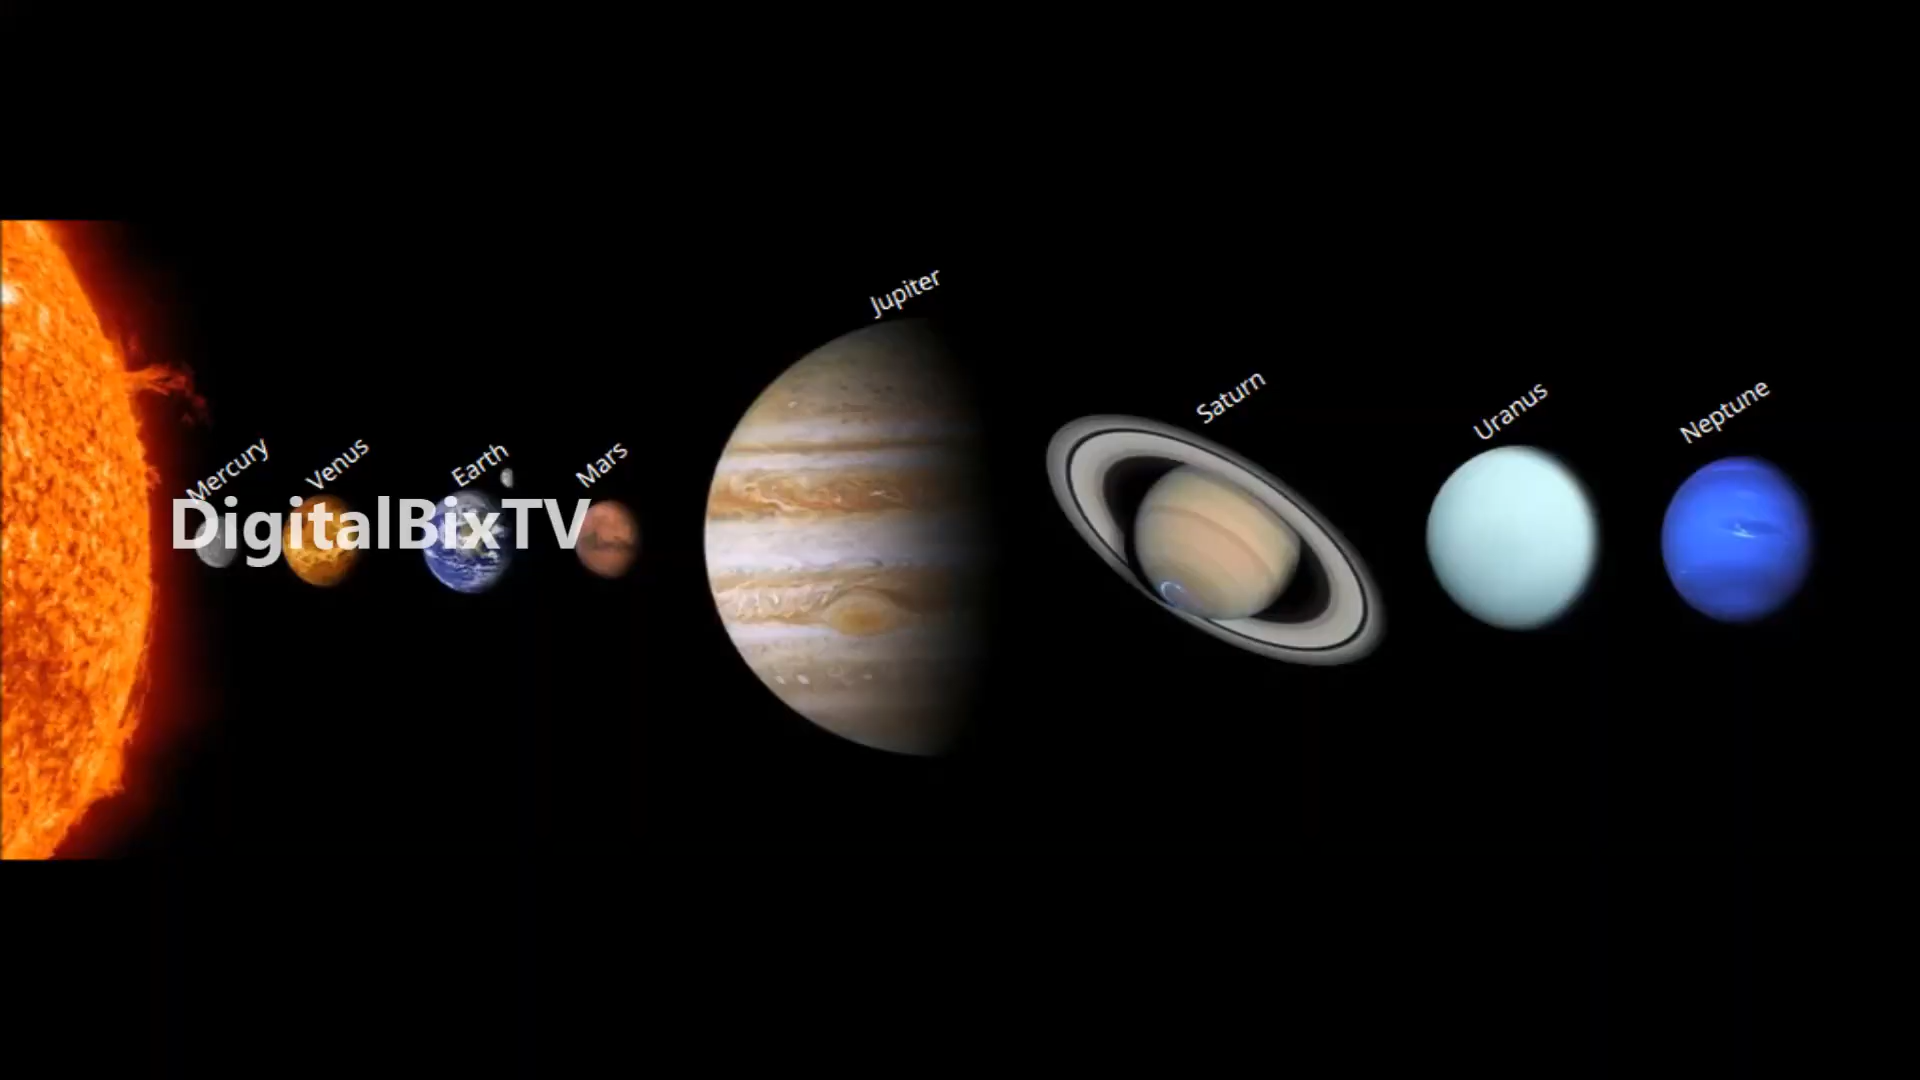 Jupiter
Saturn
Uranus
Neptune
Mercury
Venus
Earth
Mars
DigitalBixTV